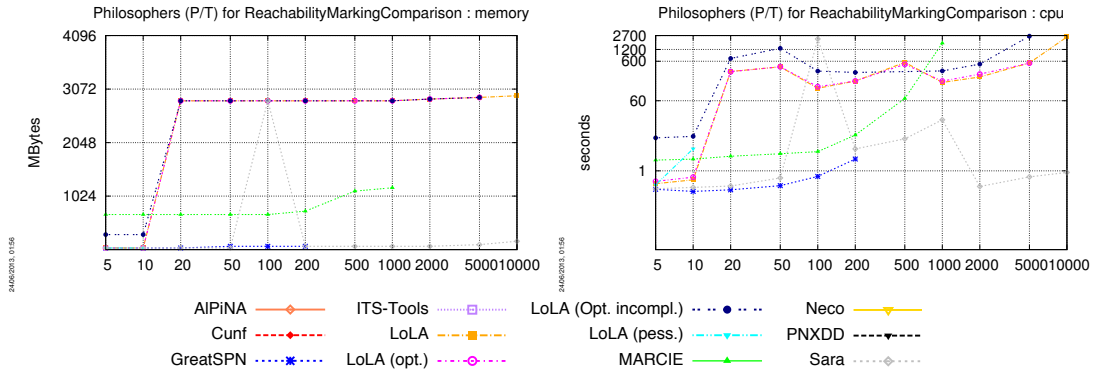 Philosophers (P/T) for ReachabilityMarkingComparison : memory
4096
3072
2048
1024
MBytes
5 10 20 50 100 200 500 1000 2000 500010000
24/06/2013, 01:56
Philosophers (P/T) for ReachabilityMarkingComparison : cpu
2700
1200
600
60
1
seconds
5 10 20 50 100 200 500 1000 2000 500010000
24/06/2013, 01:56
AlPiNA ITS-Tools LoLA (Opt. incompl.) Neco
Cunf LoLA LoLA (pess.) PNXDD
GreatSPN LoLA (opt.) MARCIE Sara